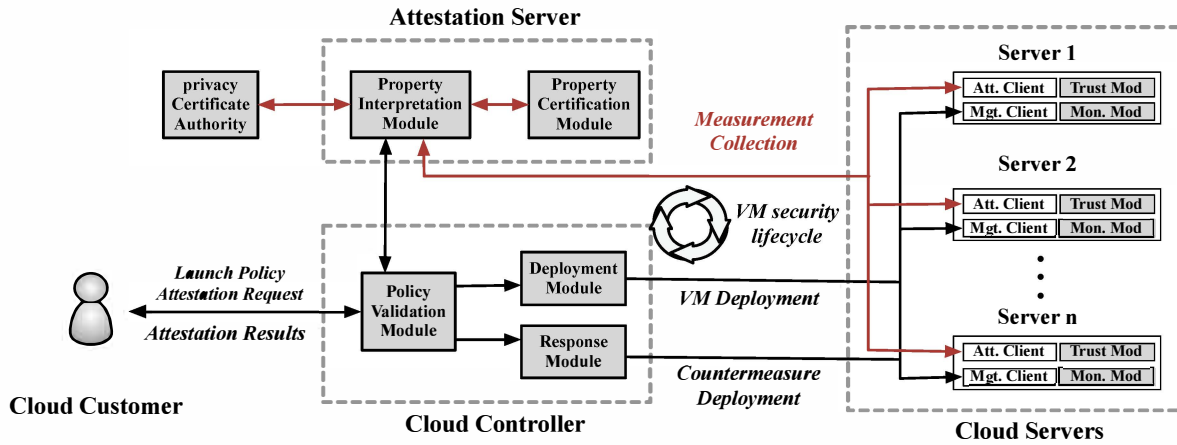 Attestation Server
privacy
Certificate
Authority
Property
Interpretation
Module
Property
Certification
Module
Measurement
Collection
VM security
lifecycle
Launch Policy
Attestation Request
Attestation Results
Policy
Validation
Module
Deployment
Module
Response
Module
VM Deployment
Countermeasure
Deployment
Cloud Customer
Cloud Controller
Server 1
Att. Client Trust Mod
Mgt. Client Mon. Mod
Server 2
Att. Client Trust Mod
Mgt. Client Mon. Mod
Server n
Att. Client Trust Mod
Mgt. Client Mon. Mod
Cloud Servers